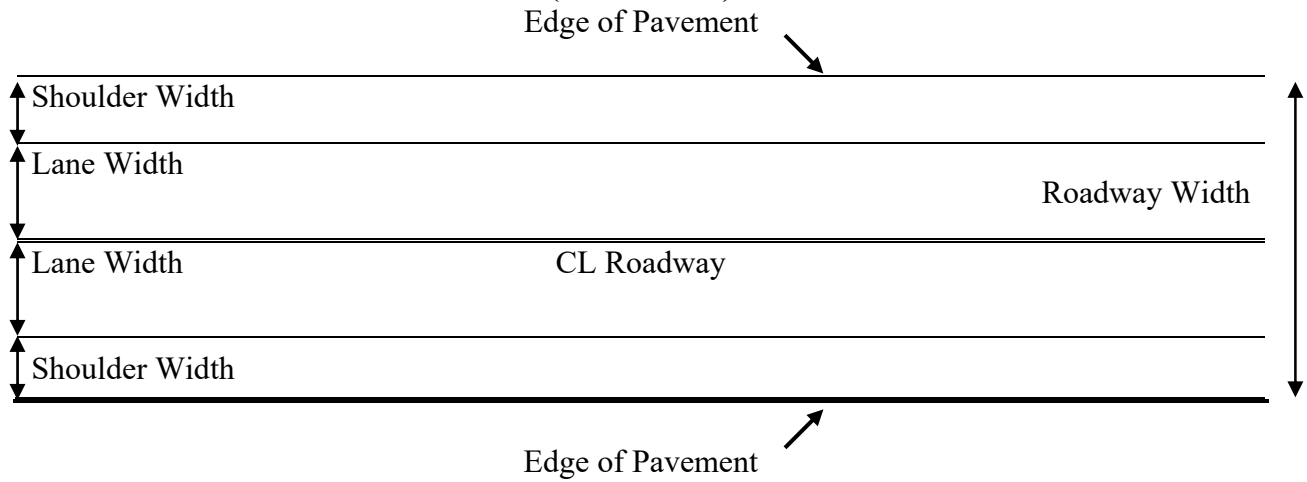 Edge of Pavement
Shoulder Width
Lane Width
Roadway Width
Lane Width CL Roadway
Shoulder Width
Edge of Pavement